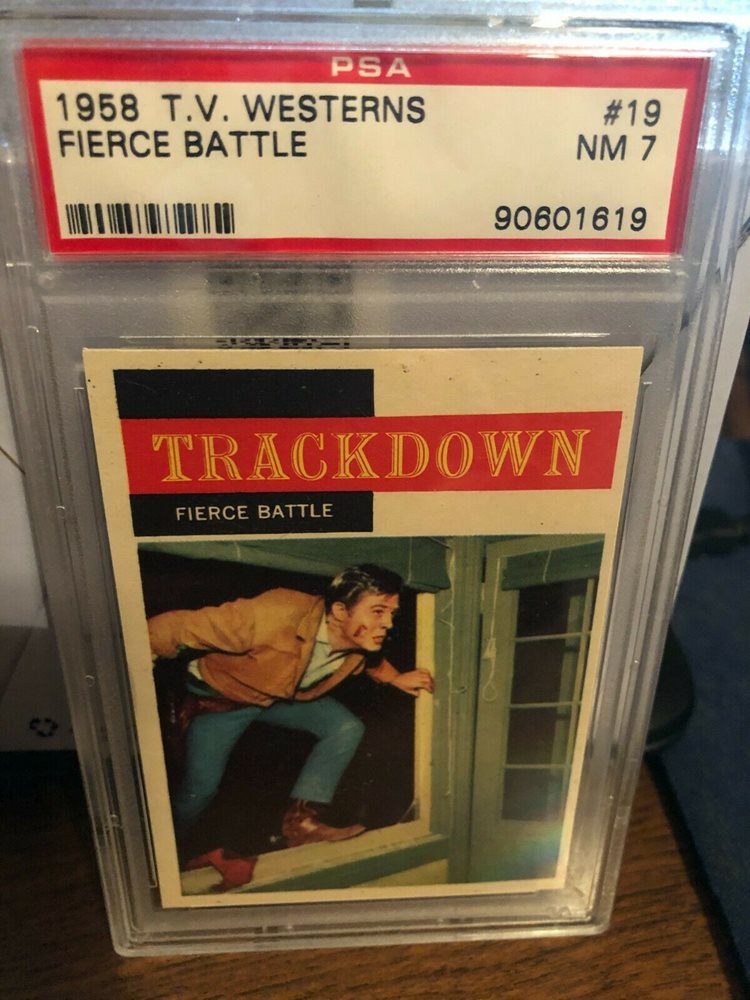 PSA
1958 T.V. WESTERNS #19
FIERCE BATTLE NM 7
90601619
TRACKDOWN
FIERCE BATTLE